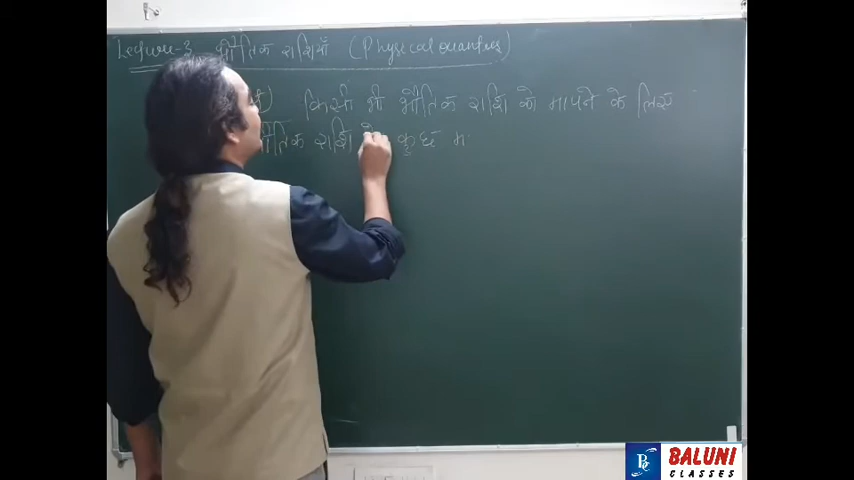 Lecture-3 भौतिक राशियाँ (Physical quantities)
किसी भी भौतिक राशि को मापने के लिए
भौतिक राशि के कुछ म
BALUNI
CLASSES